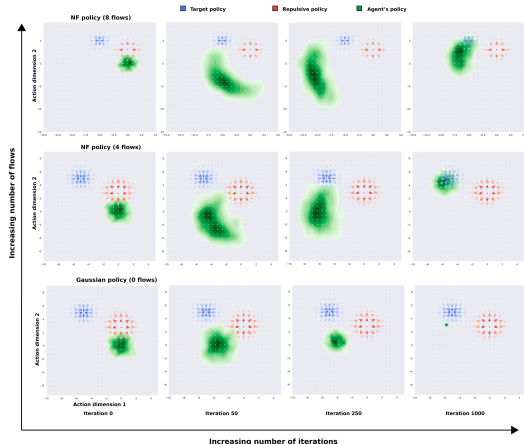 Target policy
Repulsive policy
Agent's policy
NF policy (8 flows)
Action dimension 2
NF policy (4 flows)
Action dimension 2
Gaussian policy (0 flows)
Action dimension 2
Action dimension 1
Iteration 0
Iteration 50
Iteration 250
Iteration 1000
Increasing number of flows
Increasing number of iterations